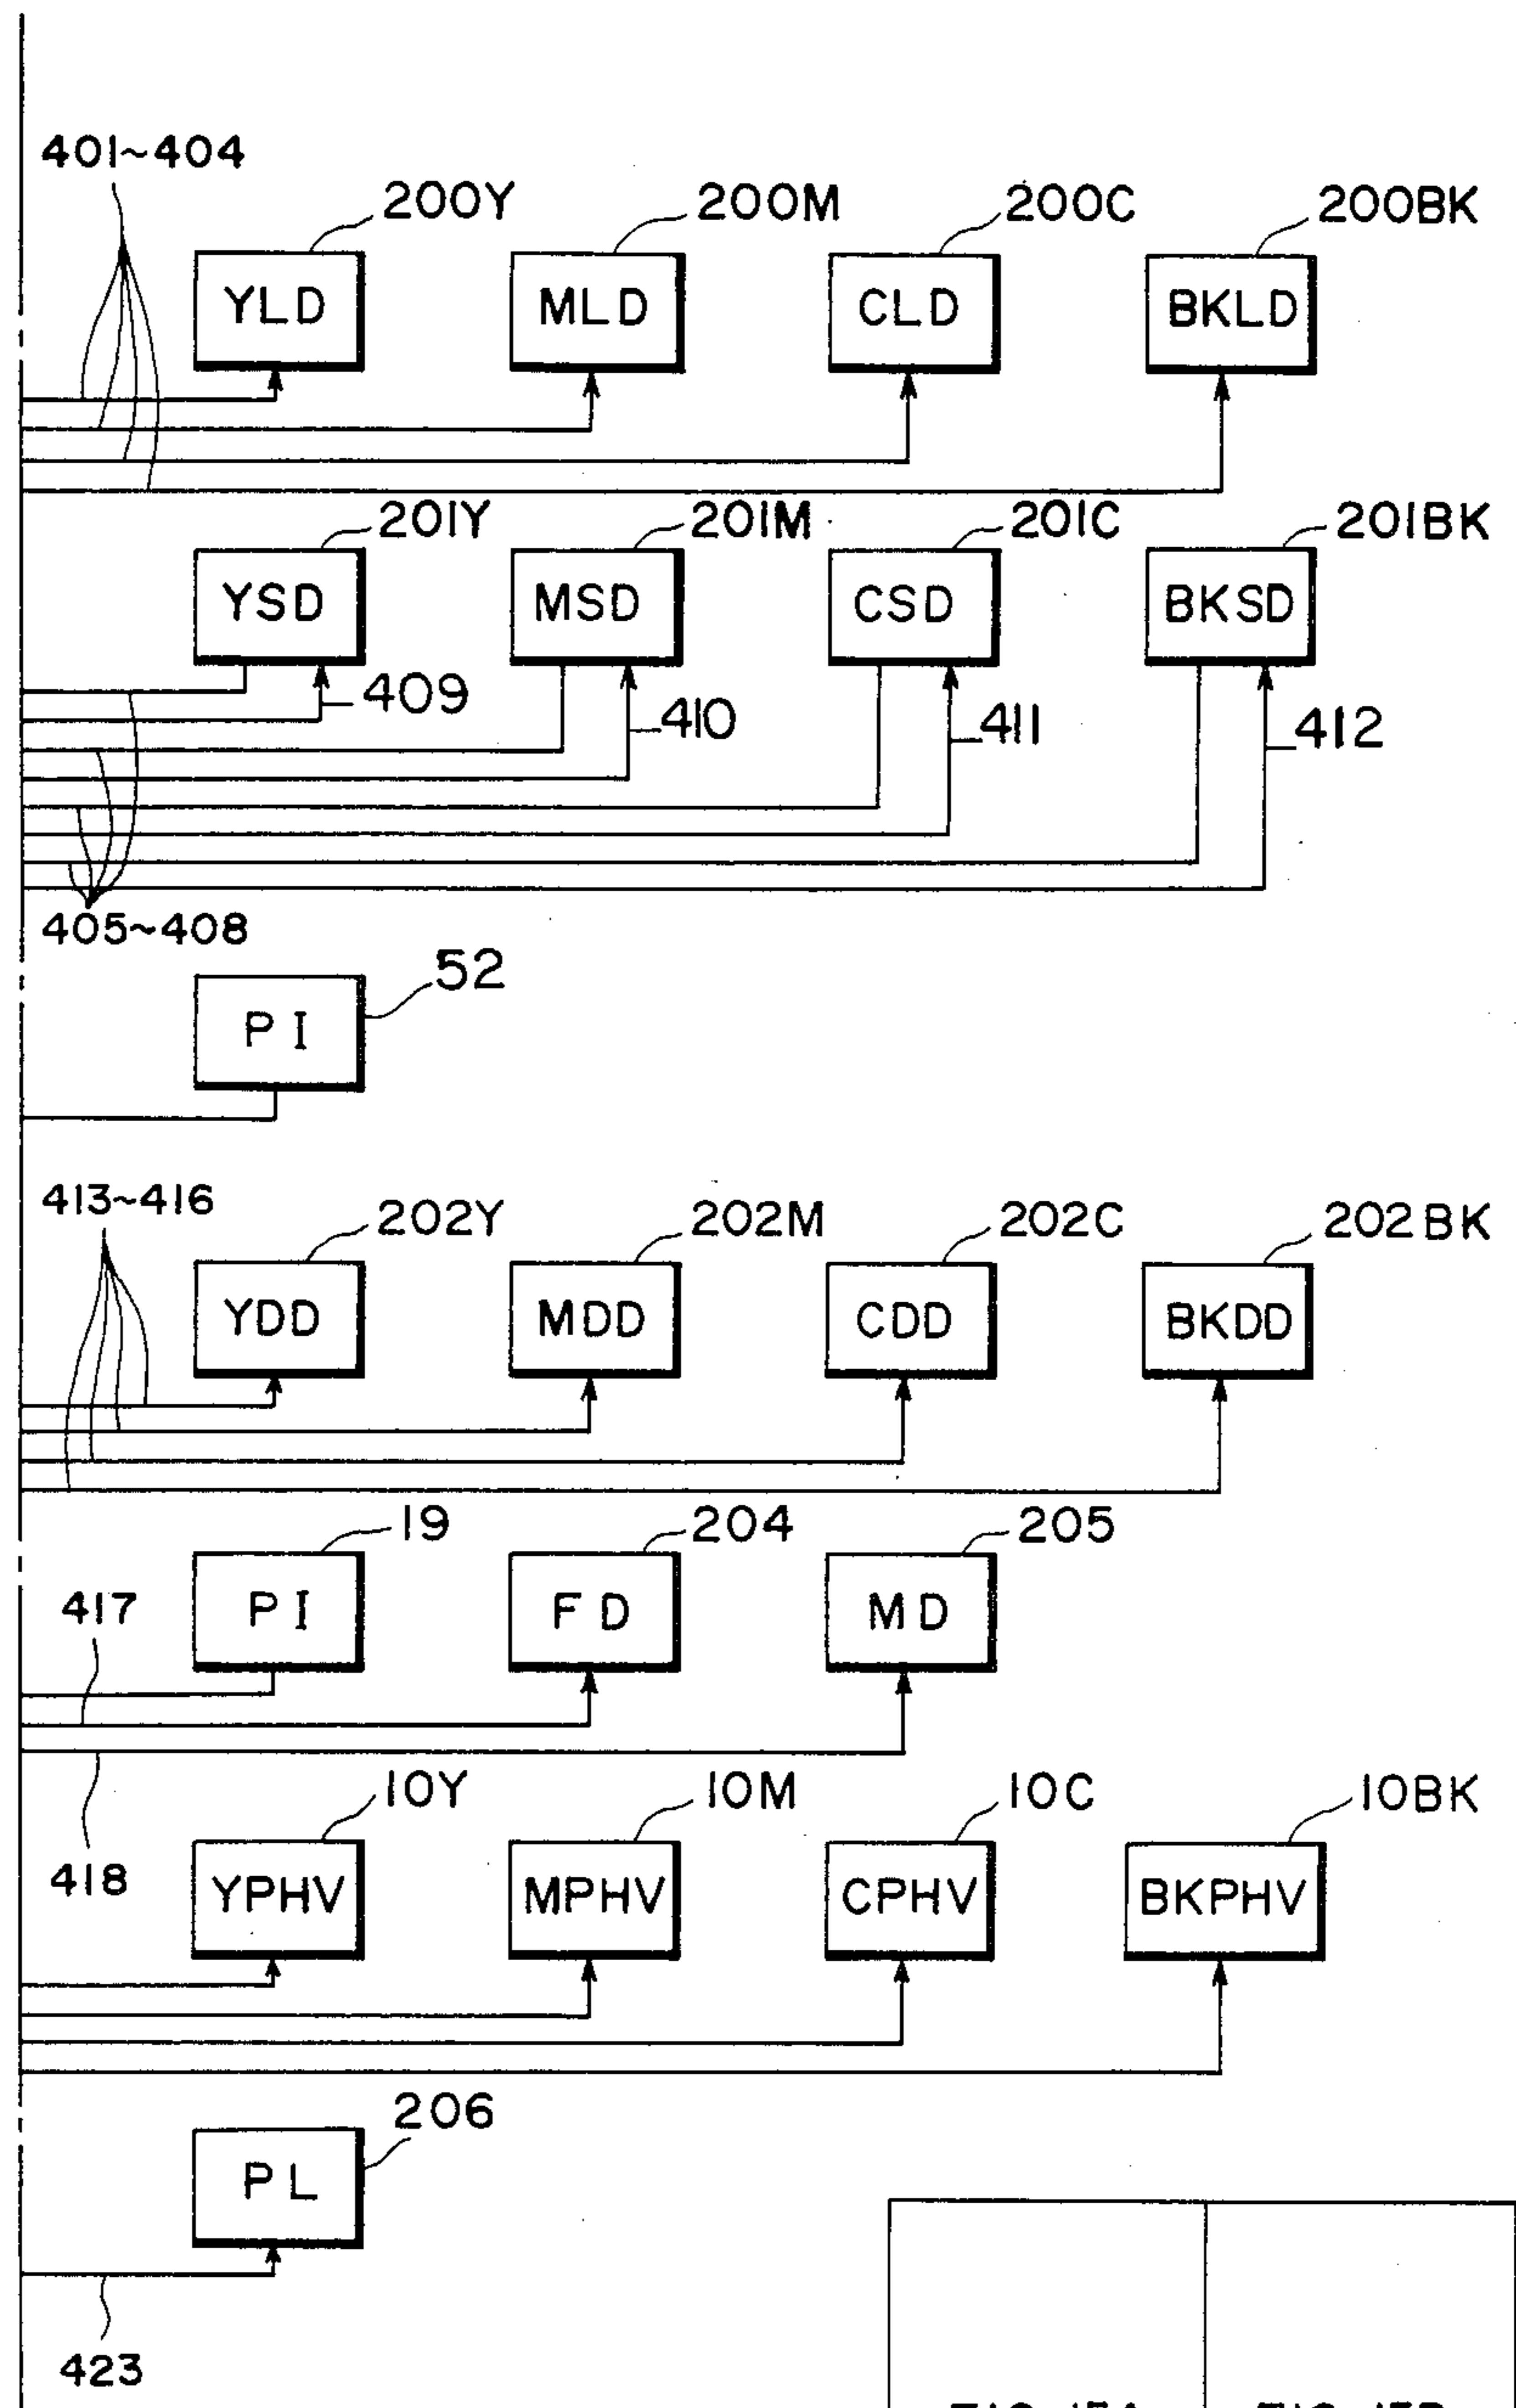 401~404
200Y 200M 200C 200BK
YLD MLD CLD BKLD
201Y 201M 201C 201BK
YSD MSD CSD BKSD
409 410 411 412
405~408
52
PI
413~416
202Y 202M 202C 202BK
YDD MDD CDD BKDD
19 204 205
417
PI FD MD
10Y 10M 10C 10BK
418
YPHV MPHV CPHV BKPHV
206
PL
423